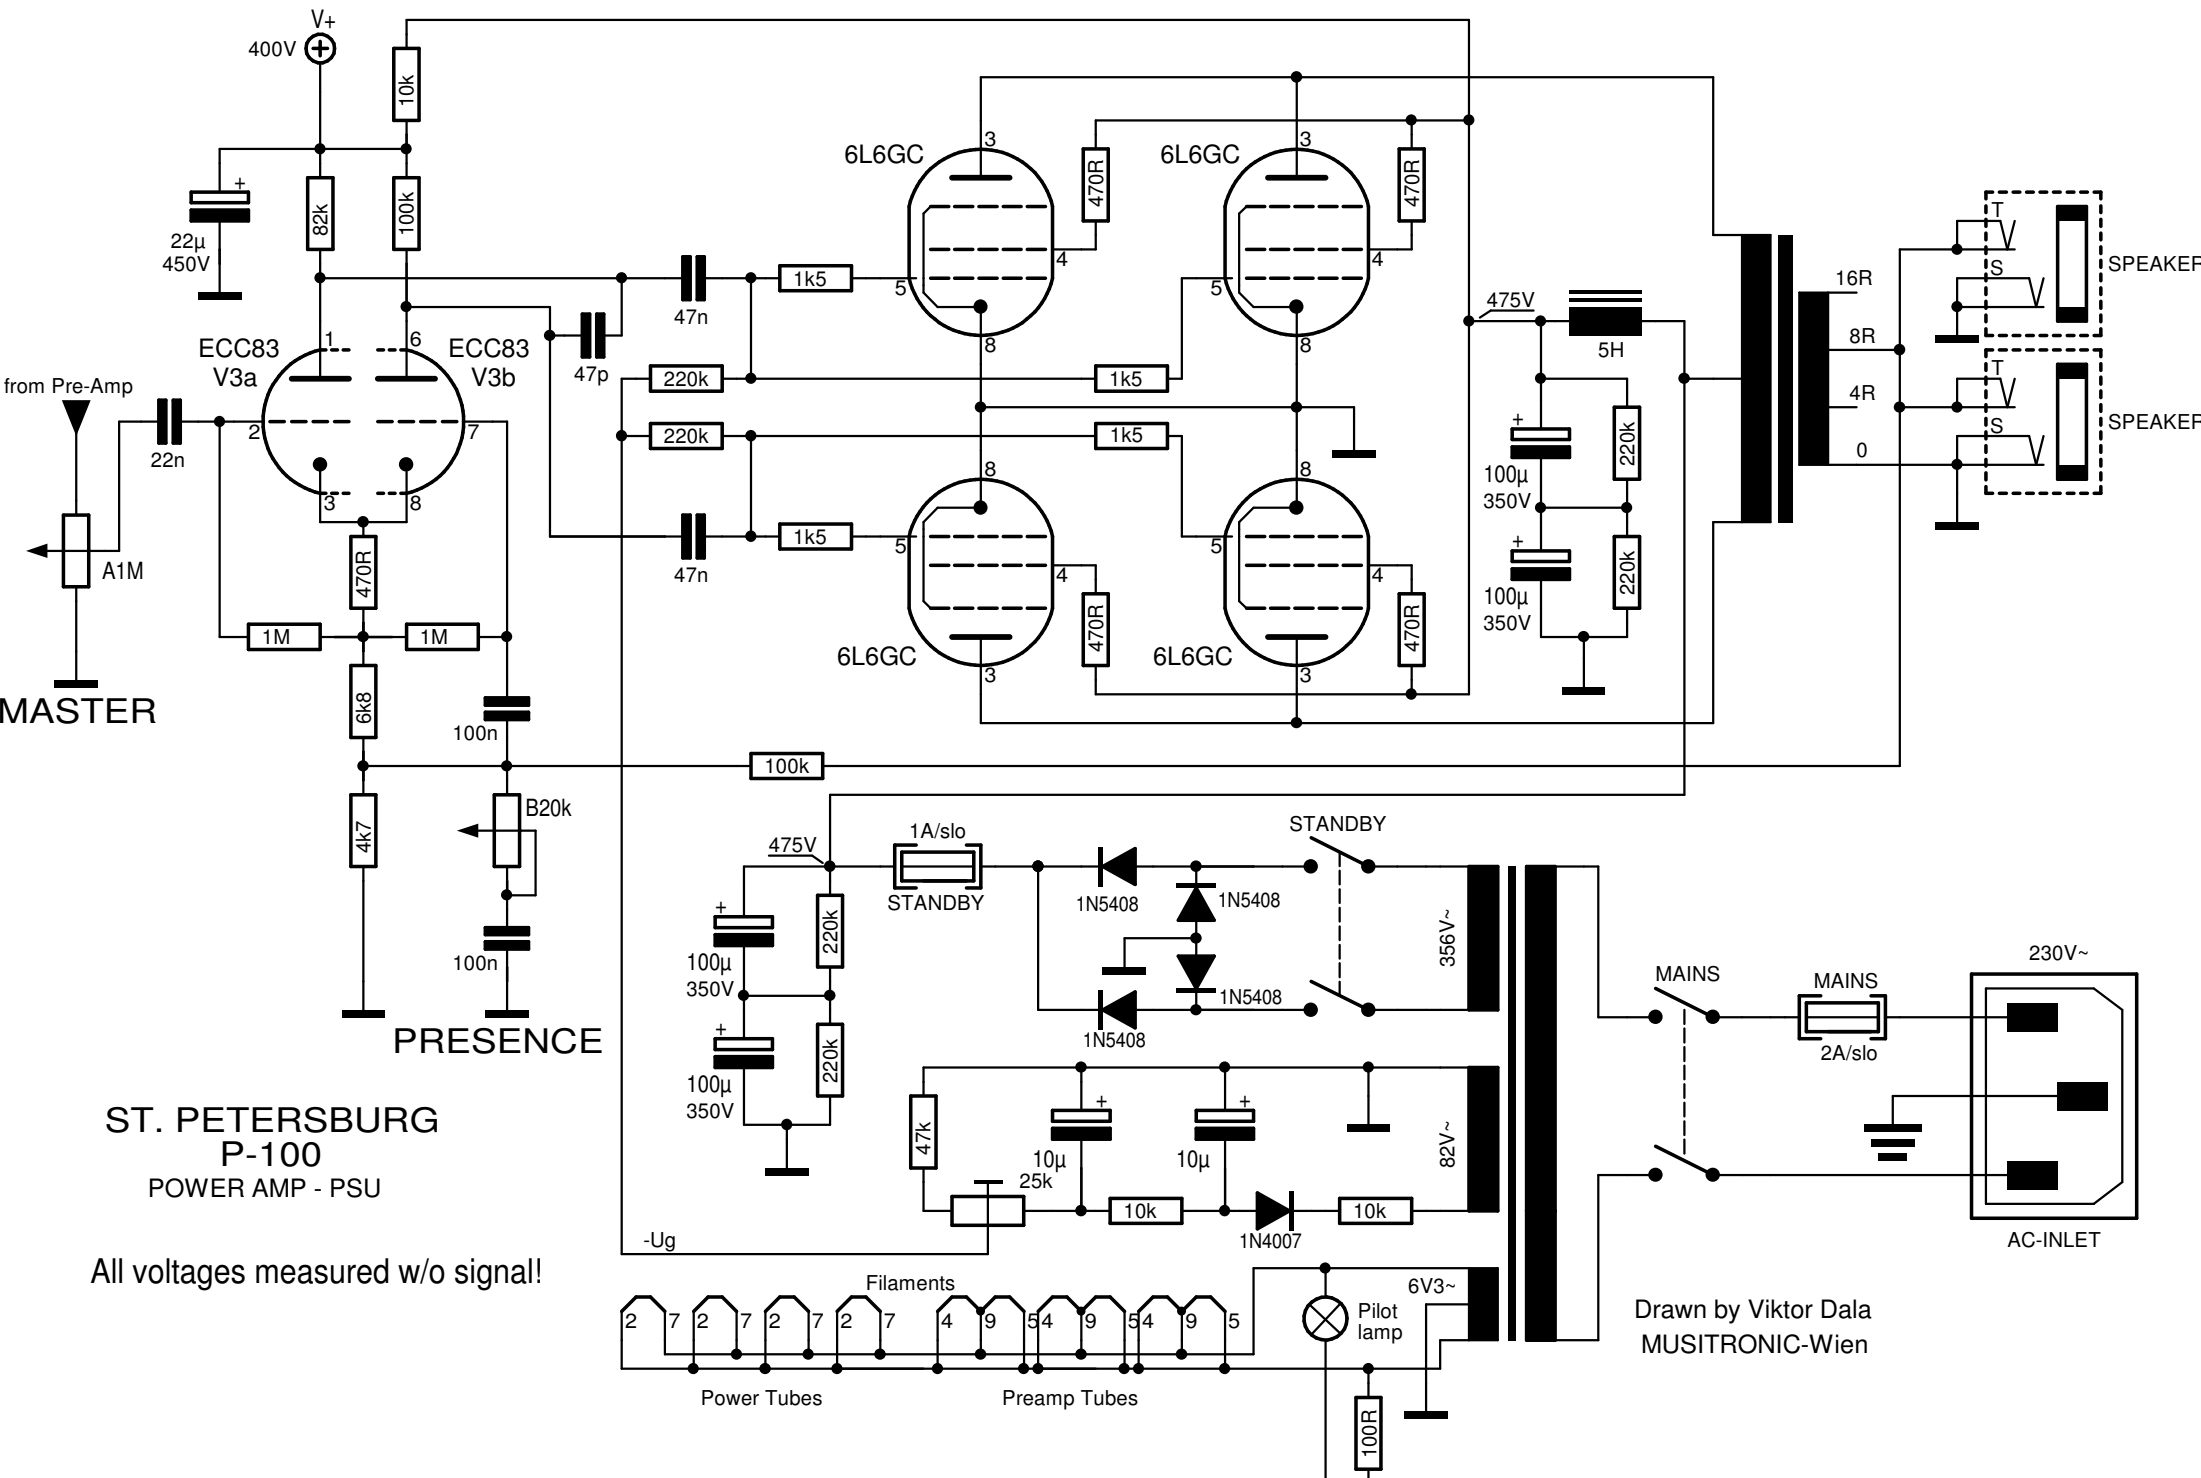 V+
400V
10k
22µ
450V
+
82k
100k
6L6GC
3
470R
4
5
8
6L6GC
3
470R
4
5
8
1k5
47n
47p
220k
1k5
220k
1k5
47n
1k5
8
5
4
470R
3
6L6GC
8
5
4
470R
3
6L6GC
ECC83
V3a
1
6
ECC83
V3b
from Pre-Amp
22n
2
7
3
8
470R
A1M
1M
1M
MASTER
6k8
100n
4k7
B20k
100n
PRESENCE
100k
475V
5H
+
100µ
350V
220k
+
100µ
350V
220k
16R
8R
4R
0
T
S
SPEAKER
T
S
SPEAKER
475V
1A/slo
STANDBY
+
100µ
350V
220k
+
100µ
350V
220k
1N5408
1N5408
1N5408
1N5408
STANDBY
356V~
MAINS
MAINS
2A/slo
230V~
AC-INLET
47k
+
10µ
+
10µ
25k
10k
1N4007
10k
82V~
-Ug
Filaments
2
7
2
7
2
7
2
7
4
9
5
4
9
5
4
9
5
Power Tubes
Preamp Tubes
6V3~
Pilot
lamp
100R
ST. PETERSBURG
P-100
POWER AMP - PSU
All voltages measured w/o signal!
Drawn by Viktor Dala
MUSITRONIC-Wien